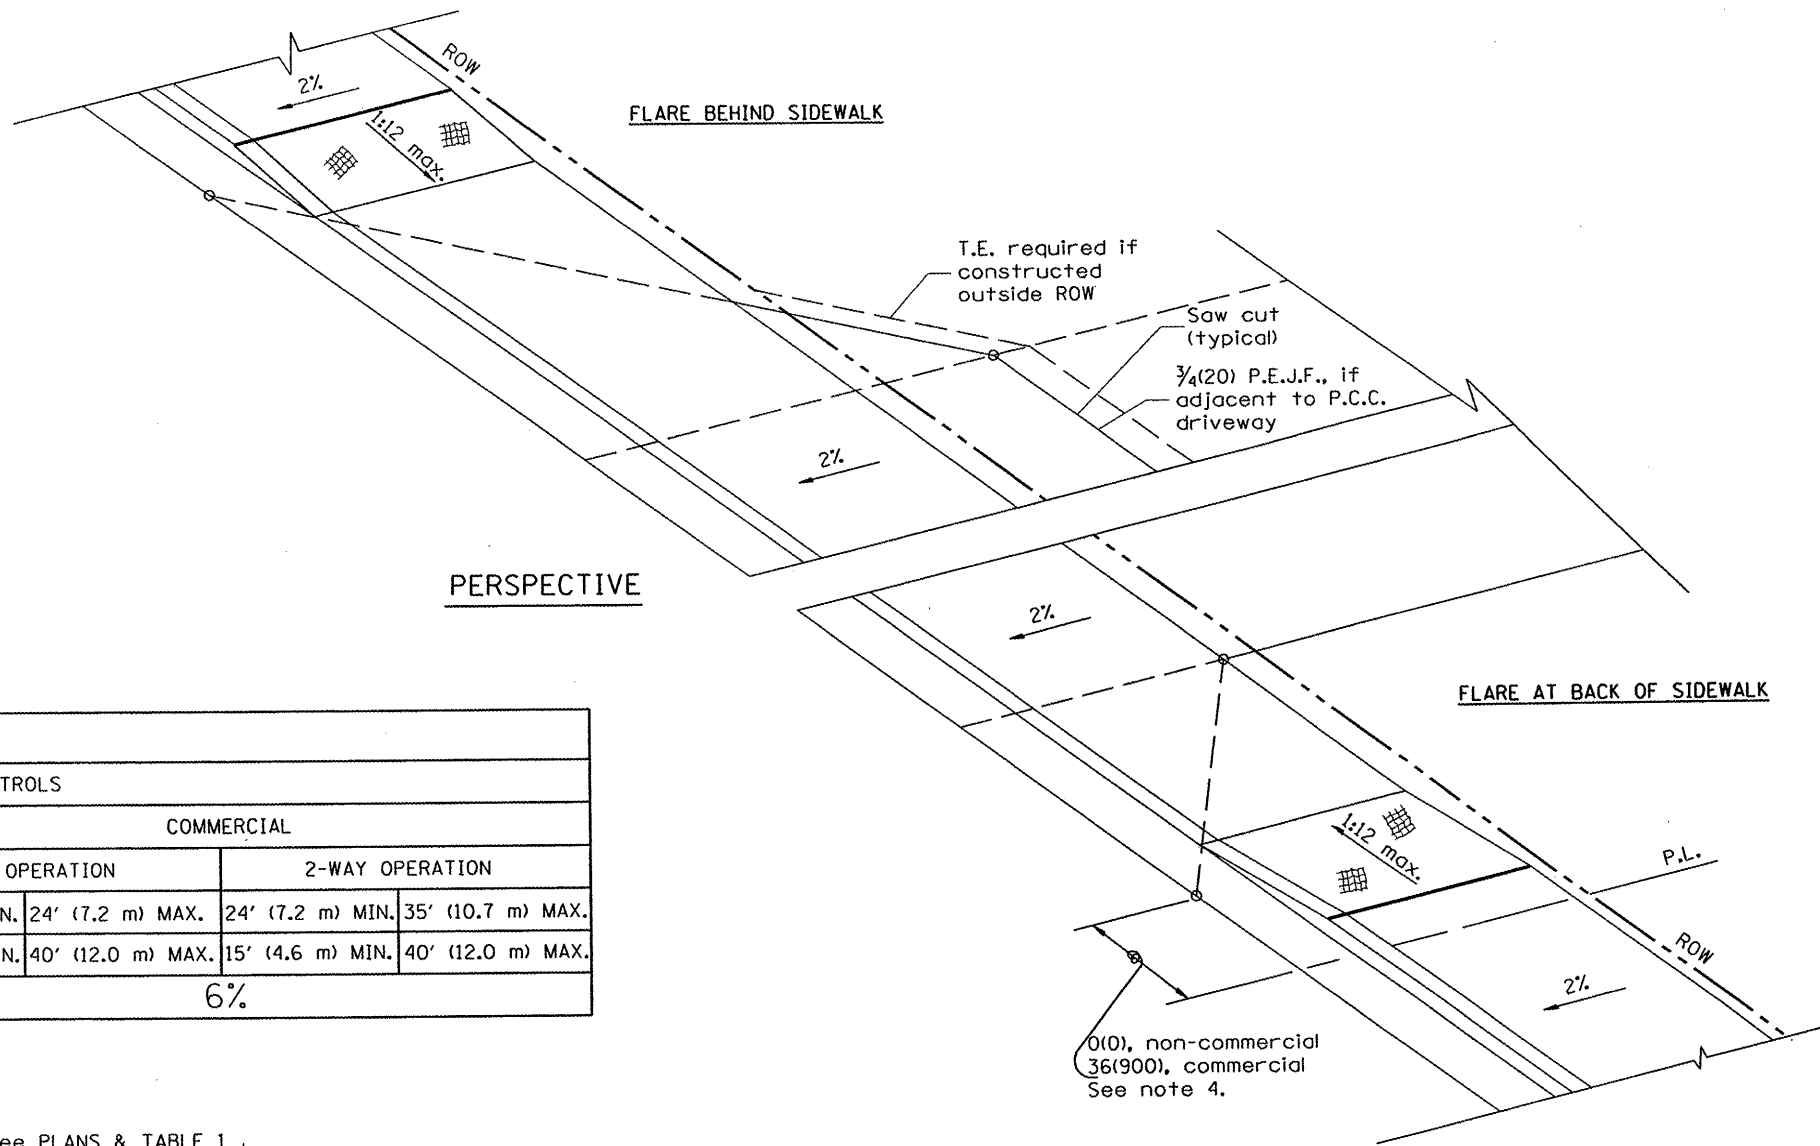 ROW
2%
FLARE BEHIND SIDEWALK
1:12 max.
T.E. required if
constructed
outside ROW
Saw cut
(typical)
¾(20) P.E.J.F., if
adjacent to P.C.C.
driveway
2%
PERSPECTIVE
2%
FLARE AT BACK OF SIDEWALK
1:12 max.
P.L.
ROW
2%
0(0), non-commercial
36(900), commercial
See note 4.
TROLS
COMMERCIAL
OPERATION 2-WAY OPERATION
N. 24' (7.2 m) MAX. 24' (7.2 m) MIN. 35' (10.7 m) MAX.
N. 40' (12.0 m) MAX. 15' (4.6 m) MIN. 40' (12.0 m) MAX.
6%
ee PLANS & TABLE 1